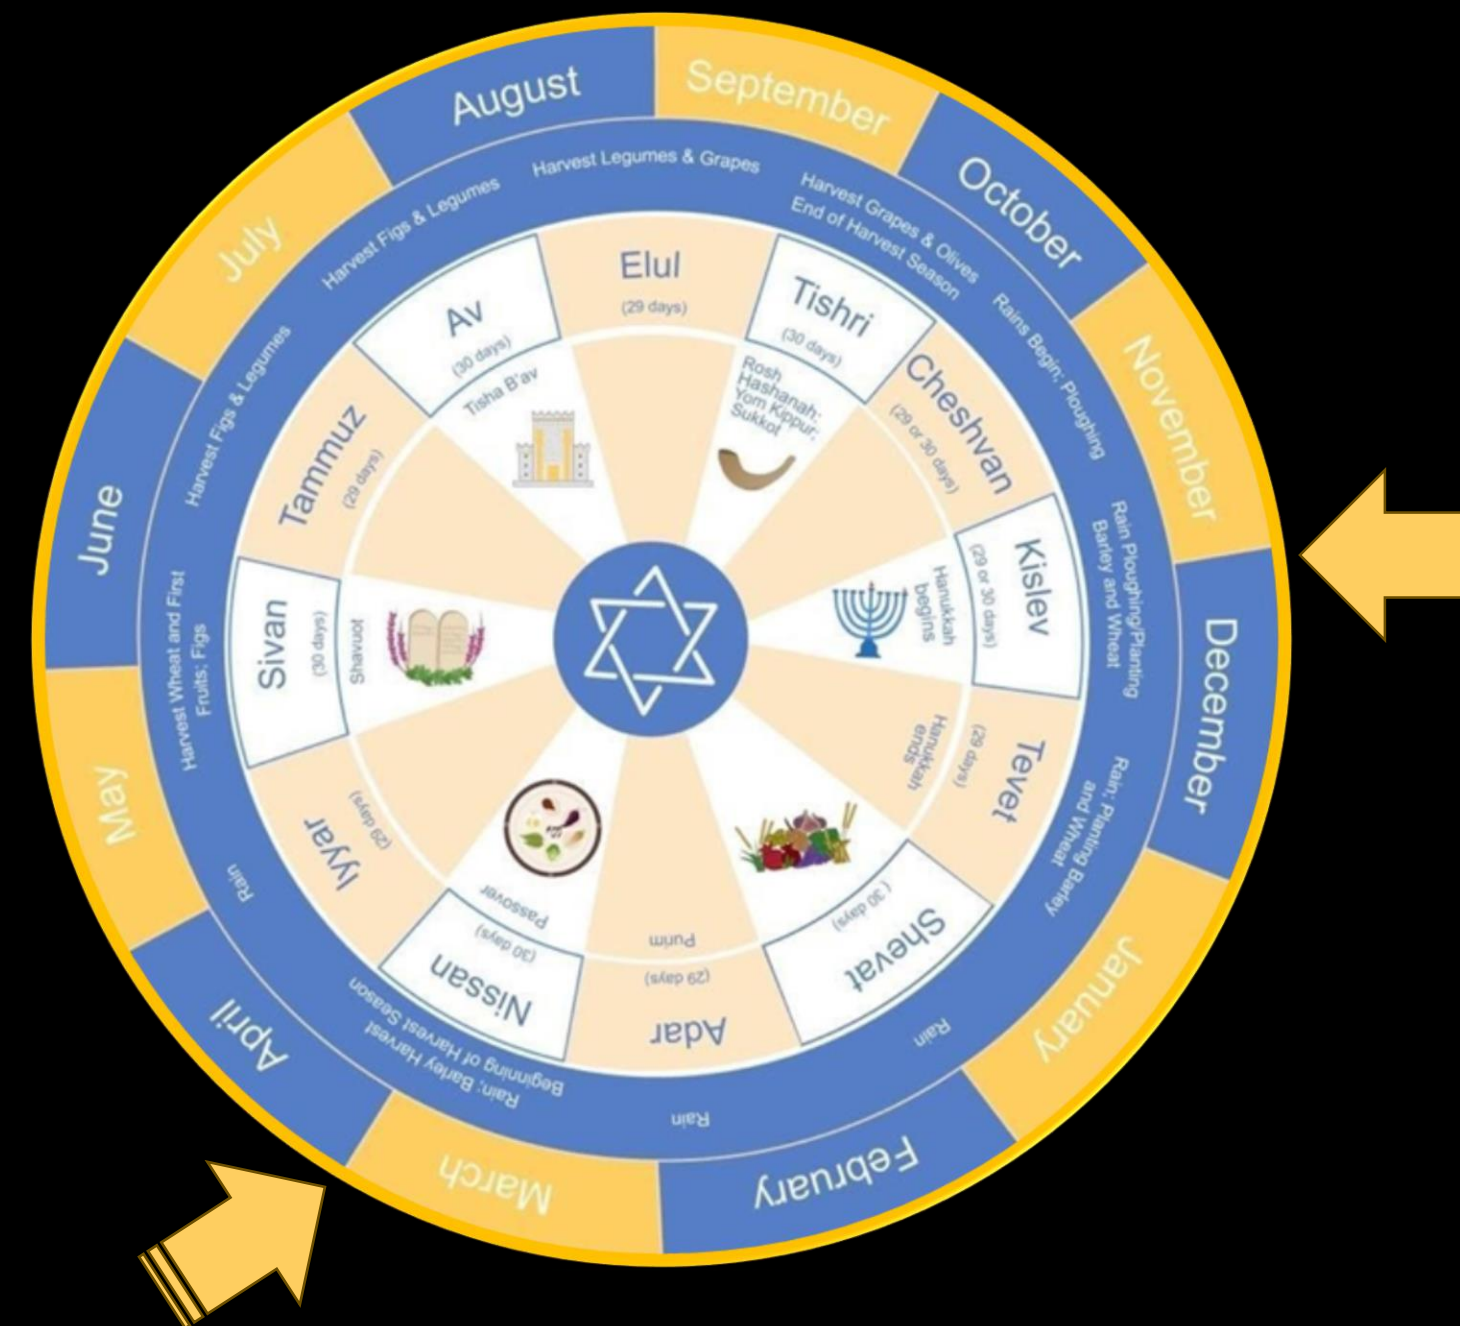 September
October
November
December
January
February
March
April
May
June
July
August
Harvest Legumes & Grapes
Harvest Grapes & Olives
End of Harvest Season
Rains Begin; Ploughing
Rain Ploughing/Planting
Barley and Wheat
Rain; Planting Barley
and Wheat
Rain
Rain
Rain; Barley Harvest
Beginning of Harvest Season
Rain
Harvest Wheat and First
Fruits; Figs
Harvest Figs & Legumes
Harvest Figs & Legumes
Elul
(29 days)
Tishri
(30 days)
Rosh
Hashanah;
Yom Kippur;
Sukkot
Cheshvan
(29 or 30 days)
Kislev
(29 or 30 days)
Hanukkah
begins
Tevet
(29 days)
Hanukkah
ends
Shevat
(30 days)
Adar
(29 days)
Purim
Nissan
(30 days)
Passover
Iyyar
(29 days)
Sivan
(30 days)
Shavuot
Tammuz
(29 days)
Av
(30 days)
Tisha B'av